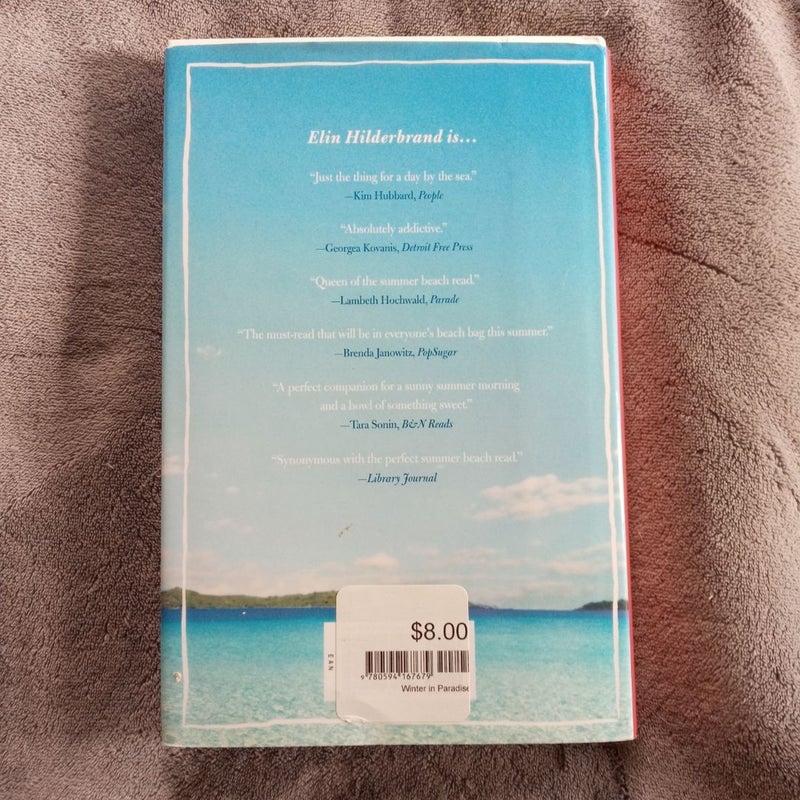 Elin Hilderbrand is...
“Just the thing for a day by the sea.”
—Kim Hubbard, People
“Absolutely addictive.”
—Georgea Kovanis, Detroit Free Press
“Queen of the summer beach read.”
—Lambeth Hochwald, Parade
“The must-read that will be in everyone’s beach bag this summer.”
—Brenda Janowitz, PopSugar
“A perfect companion for a sunny summer morning
and a bowl of something sweet.”
—Tara Sonin, B&N Reads
“Synonymous with the perfect summer beach read.”
—Library Journal
$8.00
EAN
9 780594 167679
Winter in Paradise